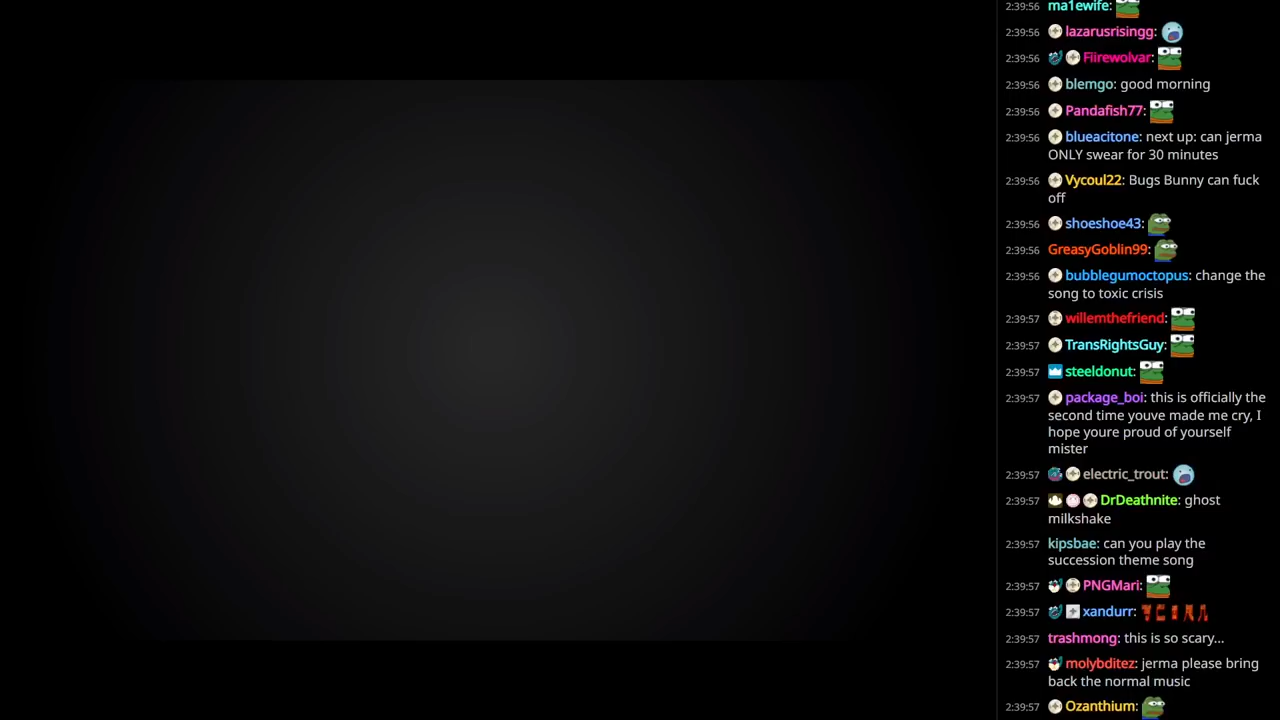 2:39:56 ma1ewife:
2:39:56 lazarusrisingg:
2:39:56 Fiirewolvar:
2:39:56 blemgo: good morning
2:39:56 Pandafish77:
2:39:56 blueacitone: next up: can jerma
ONLY swear for 30 minutes
2:39:56 Vycoul22: Bugs Bunny can fuck
off
2:39:56 shoeshoe43:
2:39:56 GreasyGoblin99:
2:39:56 bubblegumoctopus: change the
song to toxic crisis
2:39:57 willemthefriend:
2:39:57 TransRightsGuy:
2:39:57 steeldonut:
2:39:57 package_boi: this is officially the
second time youve made me cry, I
hope youre proud of yourself
mister
2:39:57 electric_trout:
2:39:57 DrDeathnite: ghost
milkshake
2:39:57 kipsbae: can you play the
succession theme song
2:39:57 PNGMari:
2:39:57 xandurr:
2:39:57 trashmong: this is so scary...
2:39:57 molybditez: jerma please bring
back the normal music
2:39:57 Ozanthium: